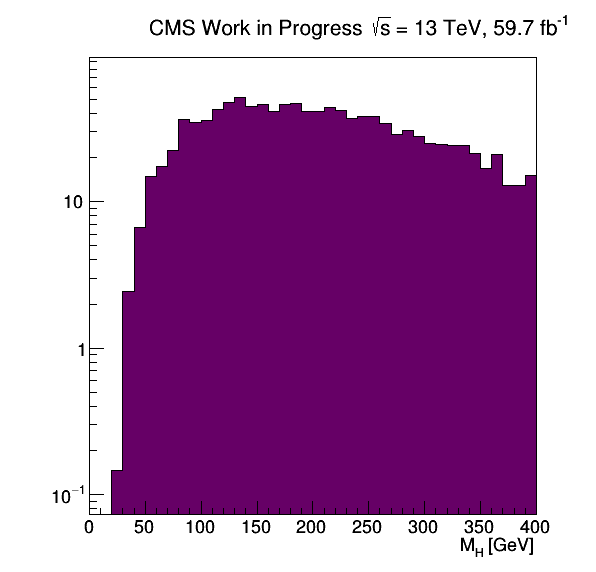 CMS Work in Progress √s = 13 TeV, 59.7 fb⁻¹
10
1
10⁻¹
0 50 100 150 200 250 300 350 400
M_H [GeV]